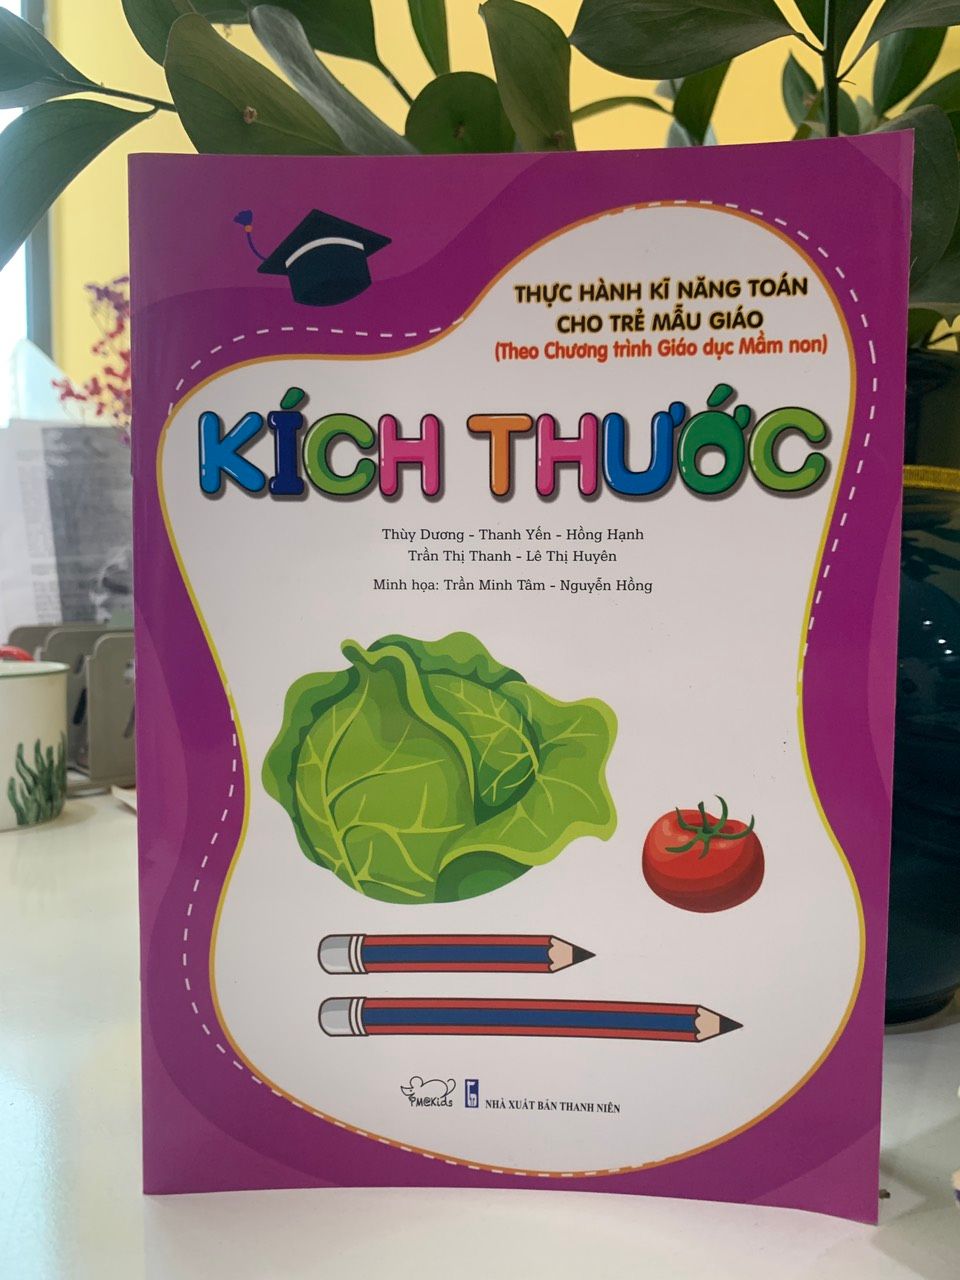 THỰC HÀNH KĨ NĂNG TOÁN
CHO TRẺ MẪU GIÁO
(Theo Chương trình Giáo dục Mầm non)
KÍCH THƯỚC
Thùy Dương - Thanh Yến - Hồng Hạnh
Trần Thị Thanh - Lê Thị Huyên
Minh họa: Trần Minh Tâm - Nguyễn Hồng
PM@Kids
NHÀ XUẤT BẢN THANH NIÊN